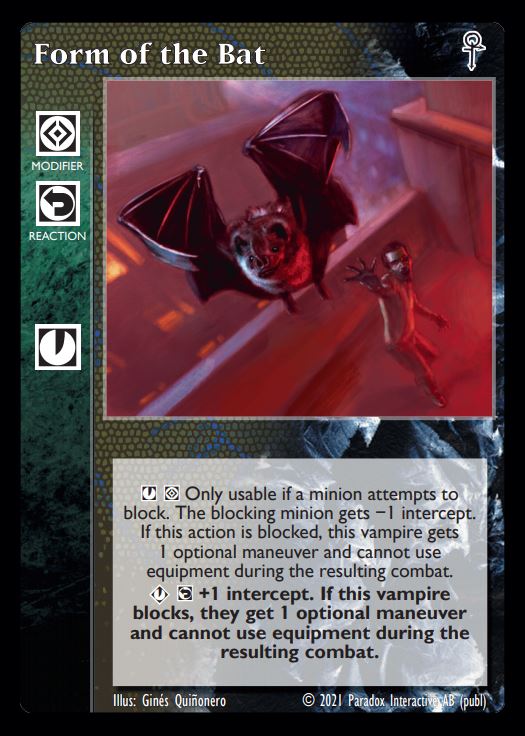 Form of the Bat
MODIFIER
REACTION
Only usable if a minion attempts to
block. The blocking minion gets −1 intercept.
If this action is blocked, this vampire gets
1 optional maneuver and cannot use
equipment during the resulting combat.
+1 intercept. If this vampire
blocks, they get 1 optional maneuver
and cannot use equipment during the
resulting combat.
Illus: Ginés Quiñonero
© 2021 Paradox Interactive AB (publ)